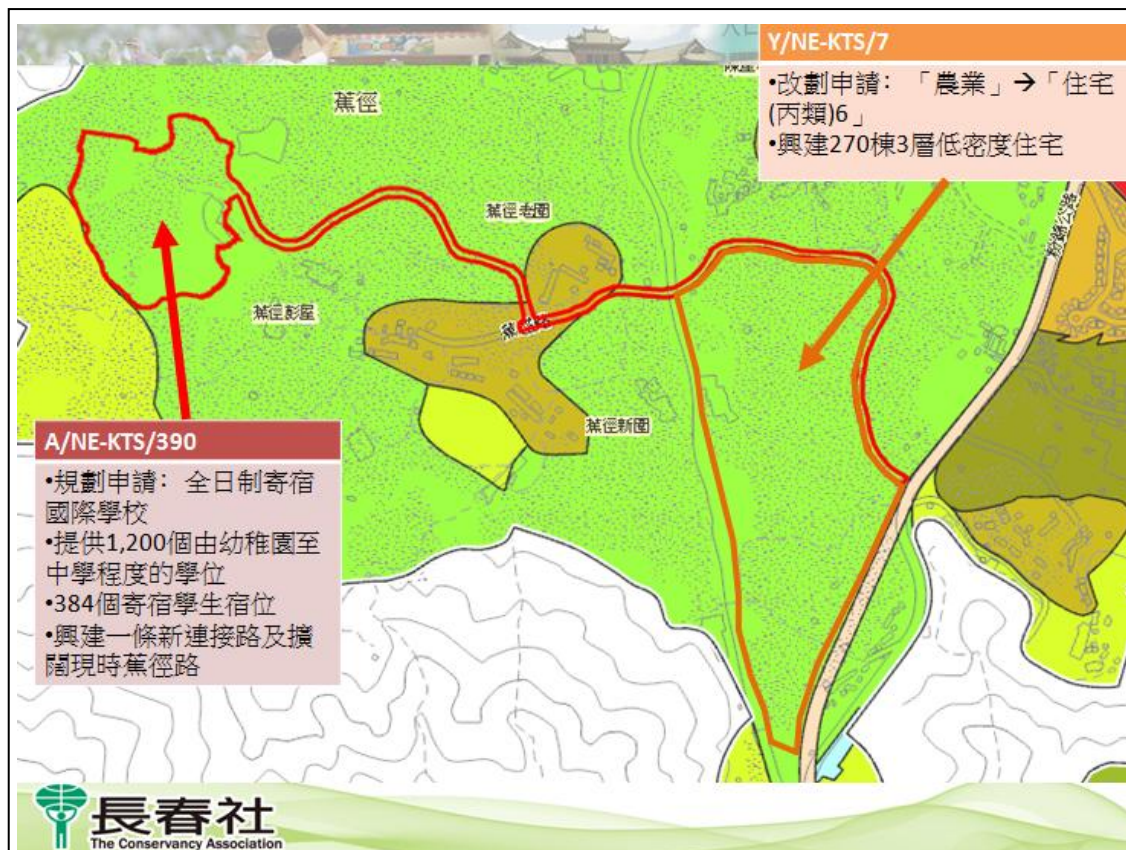 Y/NE-KTS/7
•改劃申請：「農業」→「住宅
(丙類)6」
•興建270棟3層低密度住宅
蕉徑
蕉徑老圍
粉錦公路
蕉徑彭屋
蕉徑新圍
A/NE-KTS/390
•規劃申請： 全日制寄宿
國際學校
•提供1,200個由幼稚園至
中學程度的學位
•384個寄宿學生宿位
•興建一條新連接路及擴
闊現時蕉徑路
長春社
The Conservancy Association